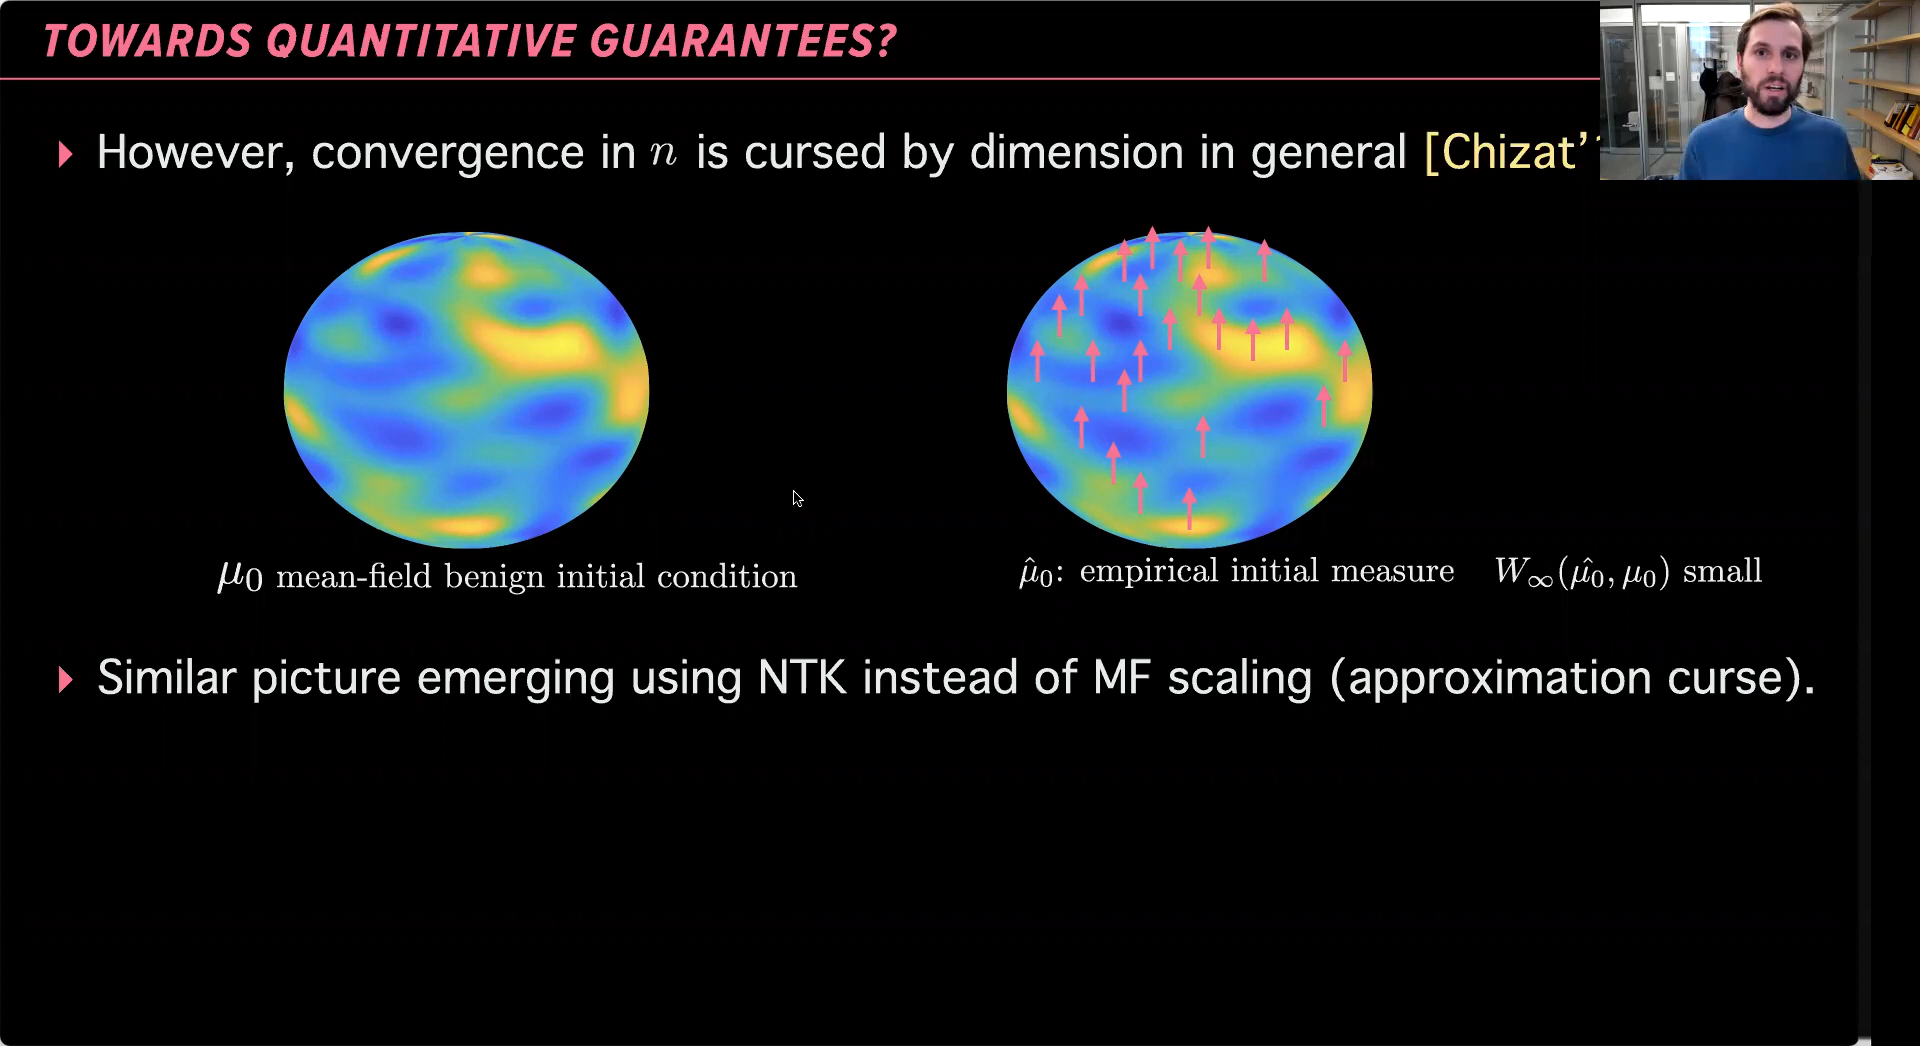 TOWARDS QUANTITATIVE GUARANTEES?
However, convergence in n is cursed by dimension in general [Chizat’
μ₀ mean-field benign initial condition
μ̂₀: empirical initial measure W∞(μ̂₀, μ₀) small
Similar picture emerging using NTK instead of MF scaling (approximation curse).